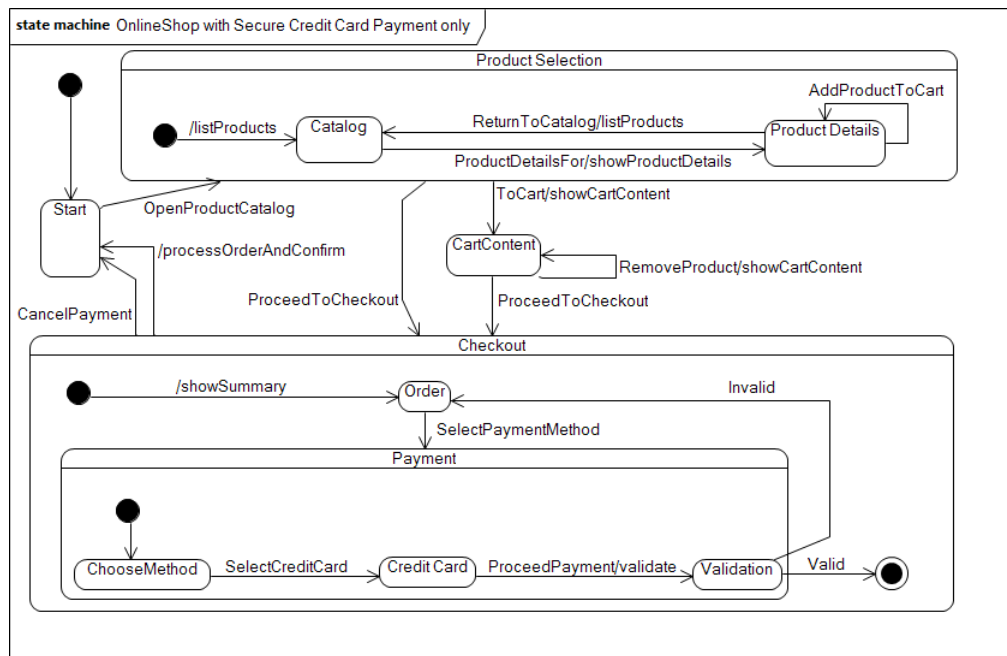 state machine OnlineShop with Secure Credit Card Payment only
Product Selection
AddProductToCart
/listProducts
Catalog
ReturnToCatalog/listProducts
Product Details
ProductDetailsFor/showProductDetails
Start
OpenProductCatalog
ToCart/showCartContent
/processOrderAndConfirm
CartContent
RemoveProduct/showCartContent
CancelPayment
ProceedToCheckout
ProceedToCheckout
Checkout
/showSummary
Order
Invalid
SelectPaymentMethod
Payment
ChooseMethod
SelectCreditCard
Credit Card
ProceedPayment/validate
Validation
Valid